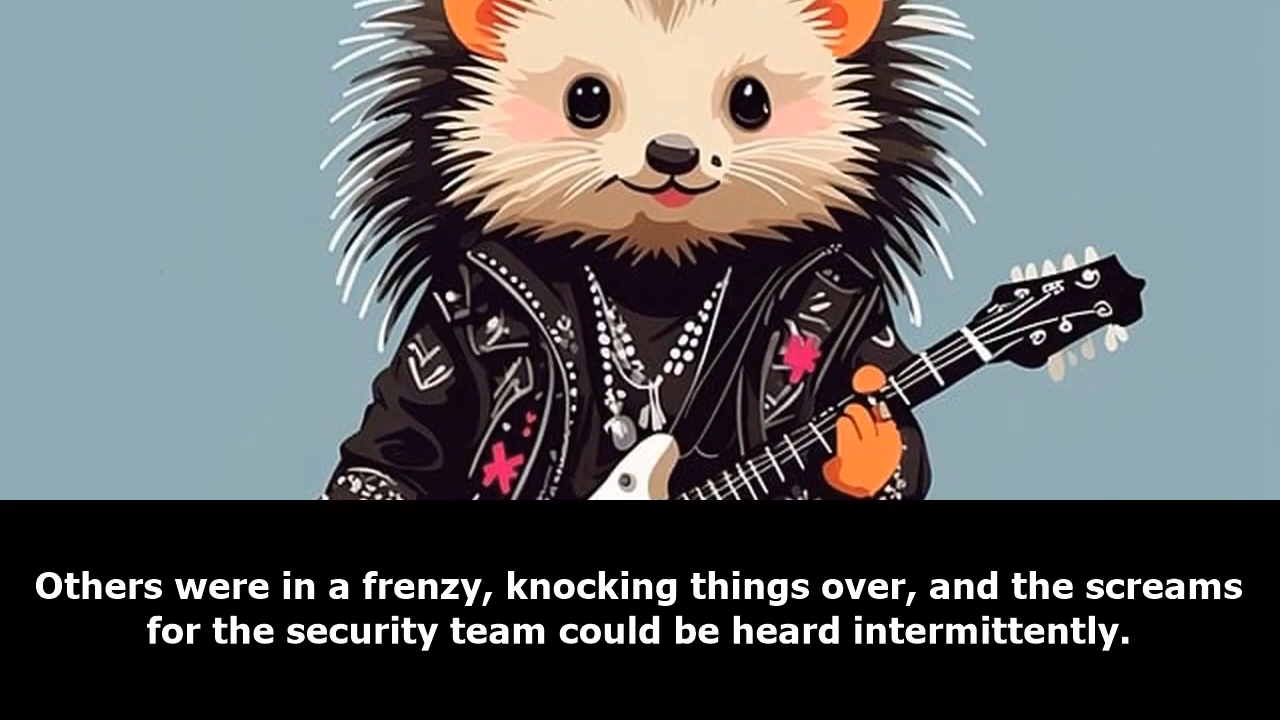 Others were in a frenzy, knocking things over, and the screams
for the security team could be heard intermittently.